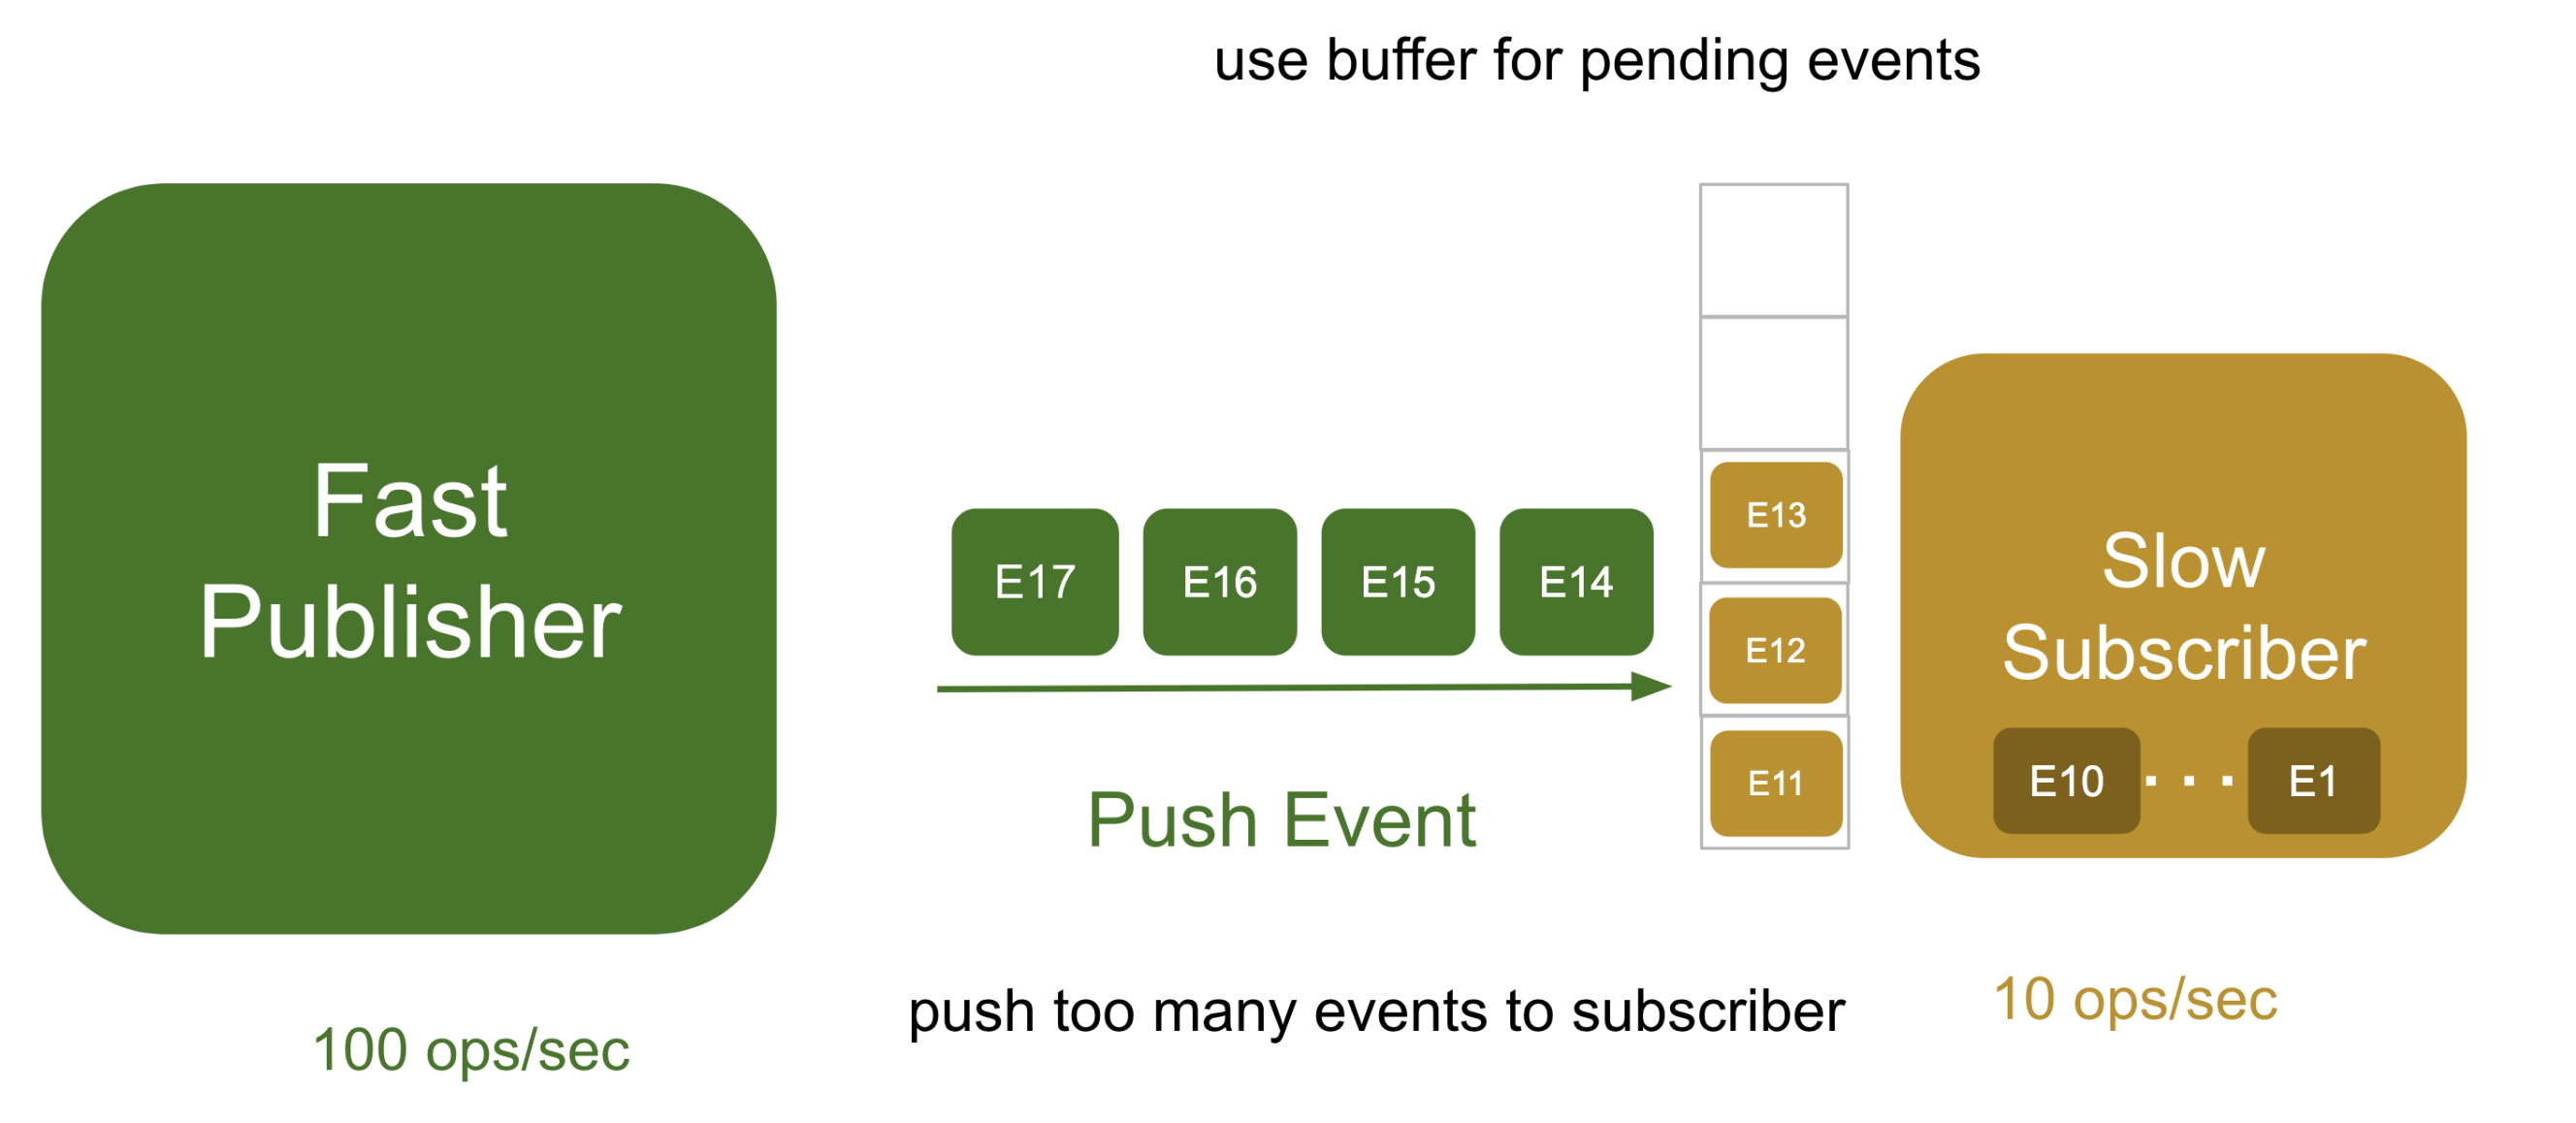 use buffer for pending events
Fast
Publisher
E17 E16 E15 E14
Push Event
E13
E12
E11
Slow
Subscriber
E10 . . . E1
100 ops/sec
push too many events to subscriber
10 ops/sec